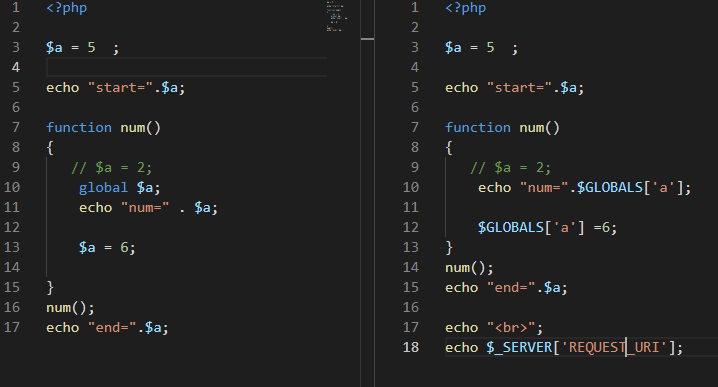 1 <?php
2
3 $a = 5  ;
4
5 echo "start=".$a;
6
7 function num()
8 {
9    // $a = 2;
10     global $a;
11     echo "num=" . $a;
12
13     $a = 6;
14
15 }
16 num();
17 echo "end=".$a;
1 <?php
2
3 $a = 5  ;
4
5 echo "start=".$a;
6
7 function num()
8 {
9    // $a = 2;
10     echo "num=".$GLOBALS['a'];
11
12     $GLOBALS['a'] =6;
13 }
14 num();
15 echo "end=".$a;
16
17 echo "<br>";
18 echo $_SERVER['REQUEST_URI'];